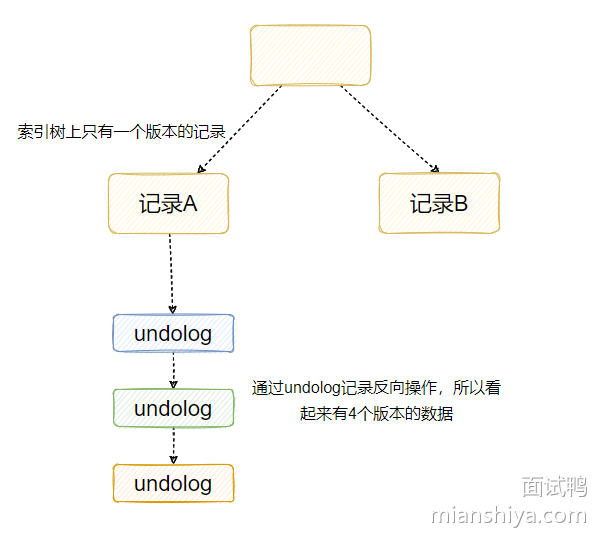 索引树上只有一个版本的记录
记录A
记录B
undolog
undolog
通过undolog记录反向操作，所以看
起来有4个版本的数据
undolog
面试鸭
mianshiya.com